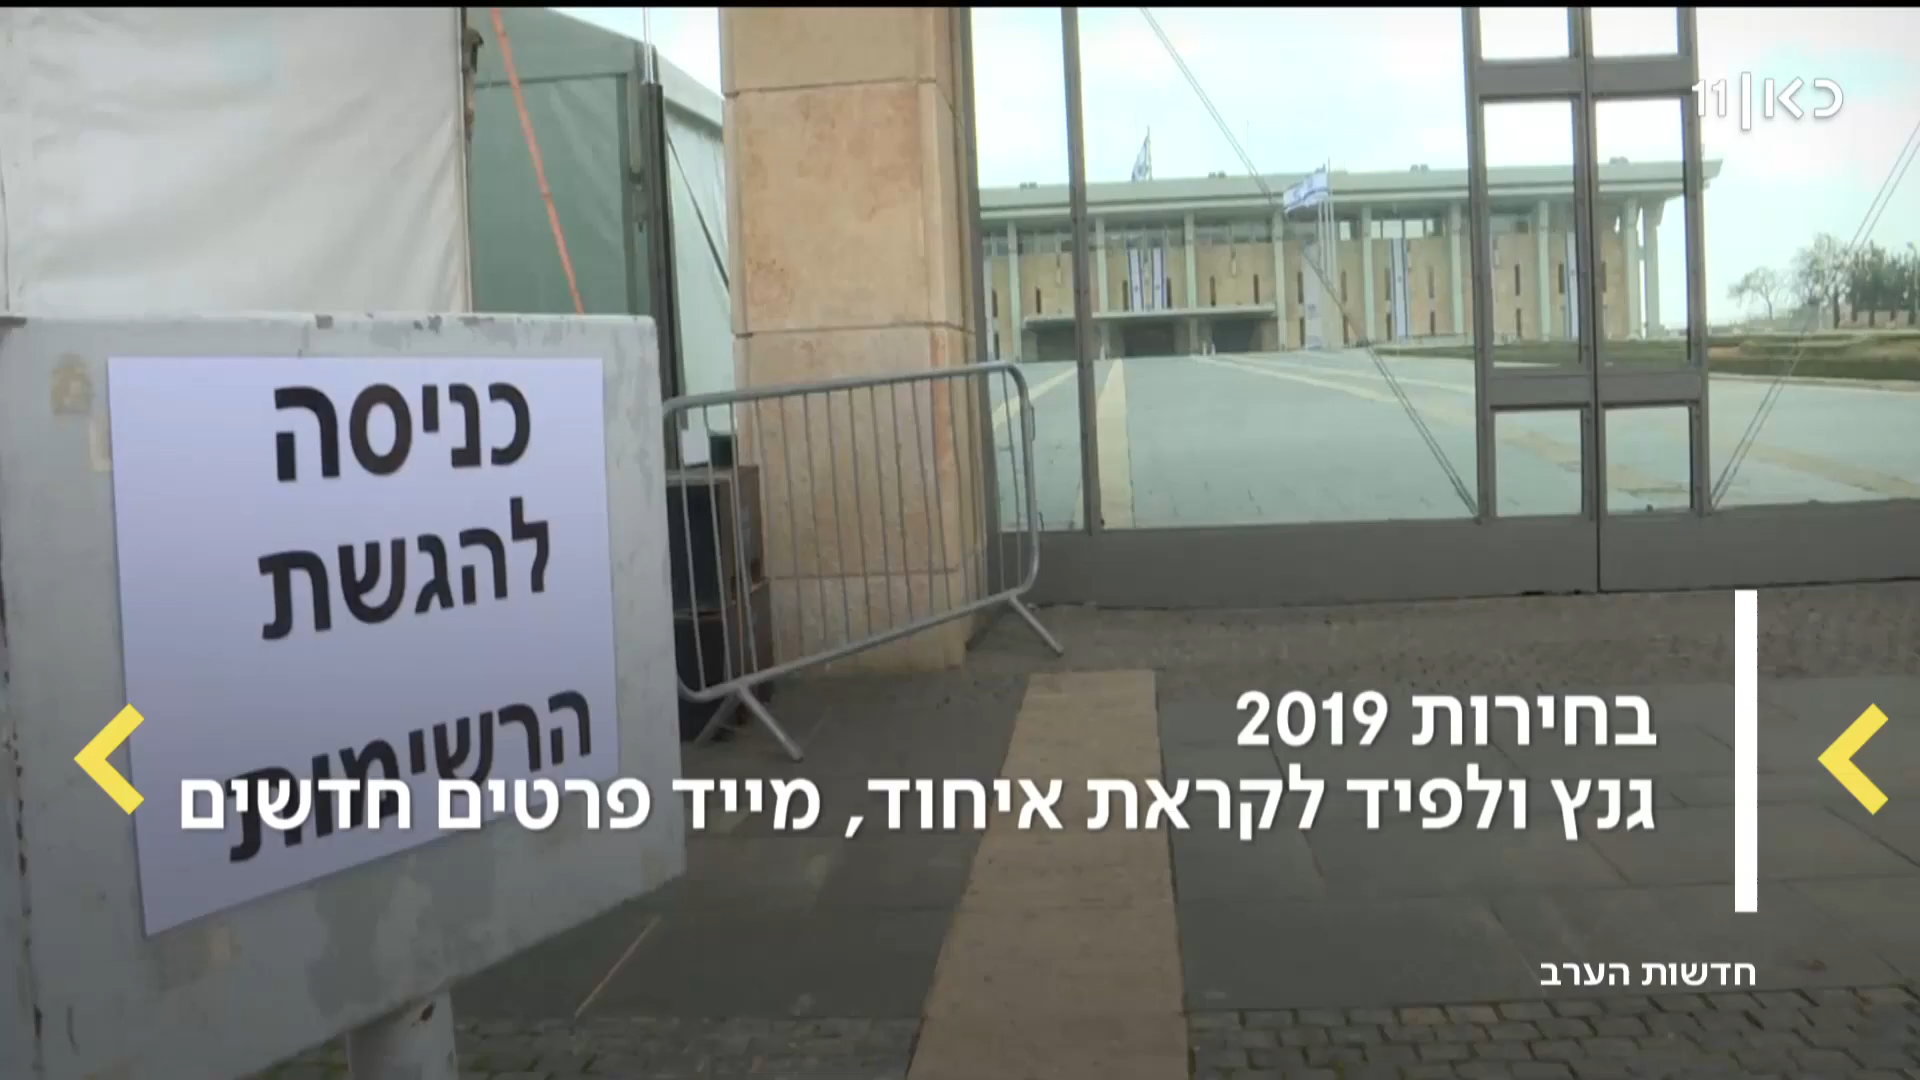 כאן|11
כניסה
להגשת
הרשימות
בחירות 2019
גנץ ולפיד לקראת איחוד, מייד פרטים חדשים
חדשות הערב